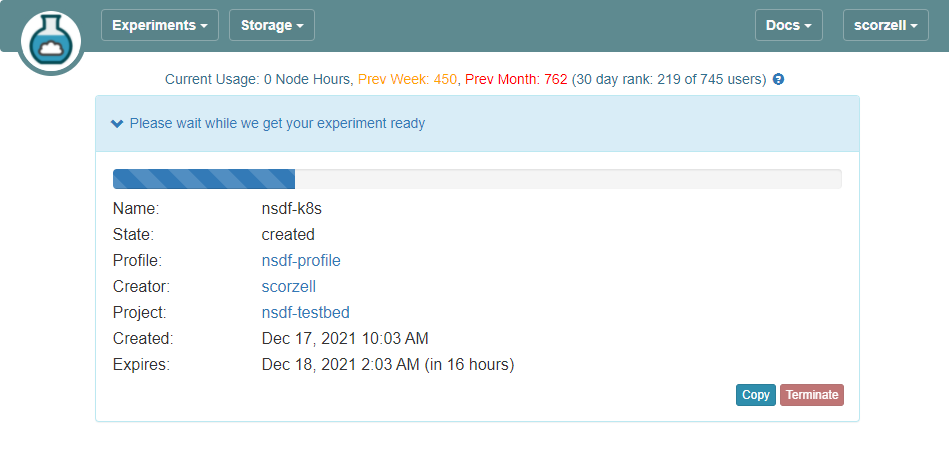 Experiments Storage Docs scorzell
Current Usage: 0 Node Hours, Prev Week: 450, Prev Month: 762 (30 day rank: 219 of 745 users)
Please wait while we get your experiment ready
Name: nsdf-k8s
State: created
Profile: nsdf-profile
Creator: scorzell
Project: nsdf-testbed
Created: Dec 17, 2021 10:03 AM
Expires: Dec 18, 2021 2:03 AM (in 16 hours)
Copy Terminate